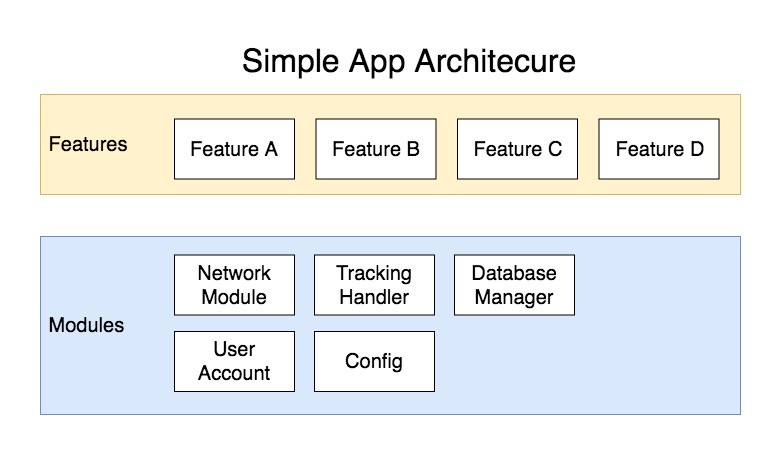 Simple App Architecure
Features
Feature A
Feature B
Feature C
Feature D
Modules
Network
Module
Tracking
Handler
Database
Manager
User
Account
Config